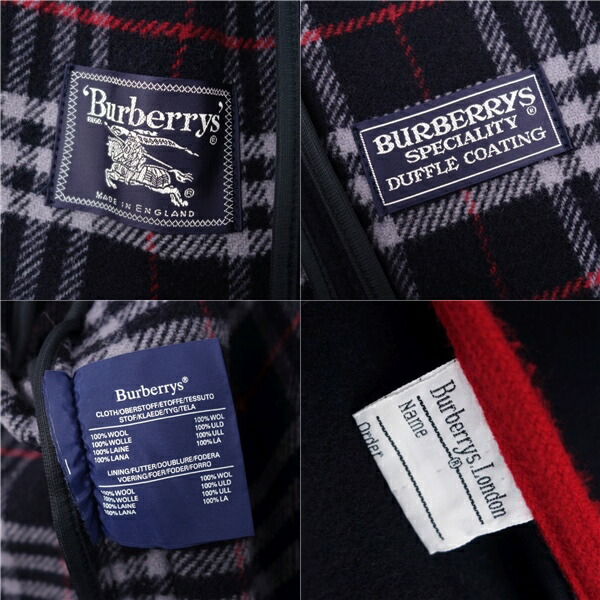 'Burberrys'
REGD.
®
®
MADE IN ENGLAND
BURBERRYS®
SPECIALITY
DUFFLE COATING
Burberrys®
CLOTH/OBERSTOFF/ETOFFE/TESSUTO
STOF/KLAEDE/TYG/TELA
100% WOOL 100% WOL
100% WOLLE 100% ULD
100% LAINE 100% ULL
100% LANA 100% LA
LINING/FUTTER/DOUBLURE/FODERA
VOERING/FOER/FODER/FORRO
100% WOOL 100% WOL
100% WOLLE 100% ULD
100% LAINE 100% ULL
100% LANA 100% LA
Burberrys, London
®
Name
Order